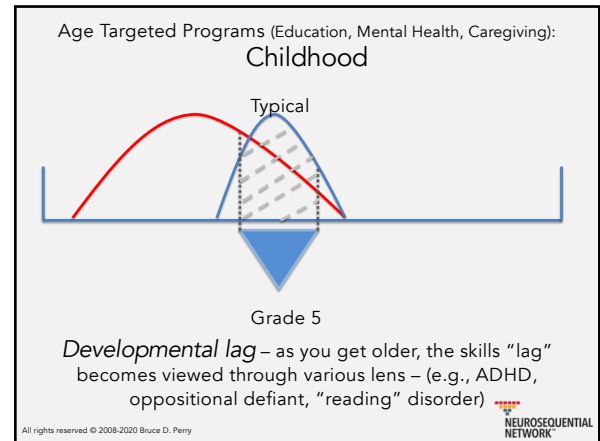 Age Targeted Programs (Education, Mental Health, Caregiving):
Childhood
Typical
Grade 5
Developmental lag – as you get older, the skills “lag”
becomes viewed through various lens – (e.g., ADHD,
oppositional defiant, “reading” disorder)
All rights reserved © 2008-2020 Bruce D. Perry
NEUROSEQUENTIAL
NETWORK™